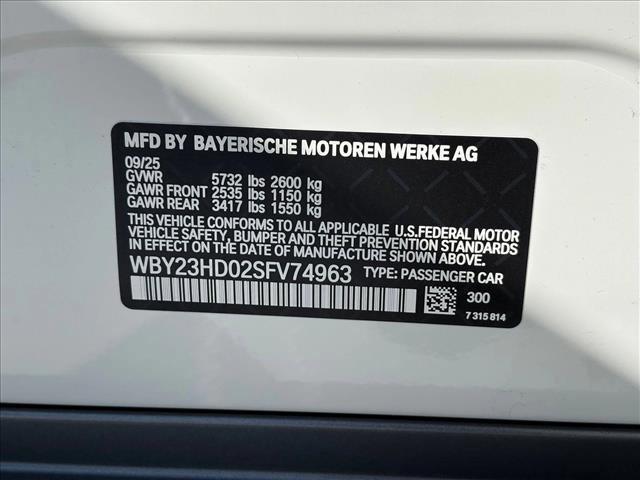 MFD BY BAYERISCHE MOTOREN WERKE AG
09/25
GVWR 5732 lbs 2600 kg
GAWR FRONT 2535 lbs 1150 kg
GAWR REAR 3417 lbs 1550 kg
THIS VEHICLE CONFORMS TO ALL APPLICABLE U.S.FEDERAL MOTOR
VEHICLE SAFETY, BUMPER AND THEFT PREVENTION STANDARDS
IN EFFECT ON THE DATE OF MANUFACTURE SHOWN ABOVE.
WBY23HD02SFV74963 TYPE: PASSENGER CAR
300
7 315 814